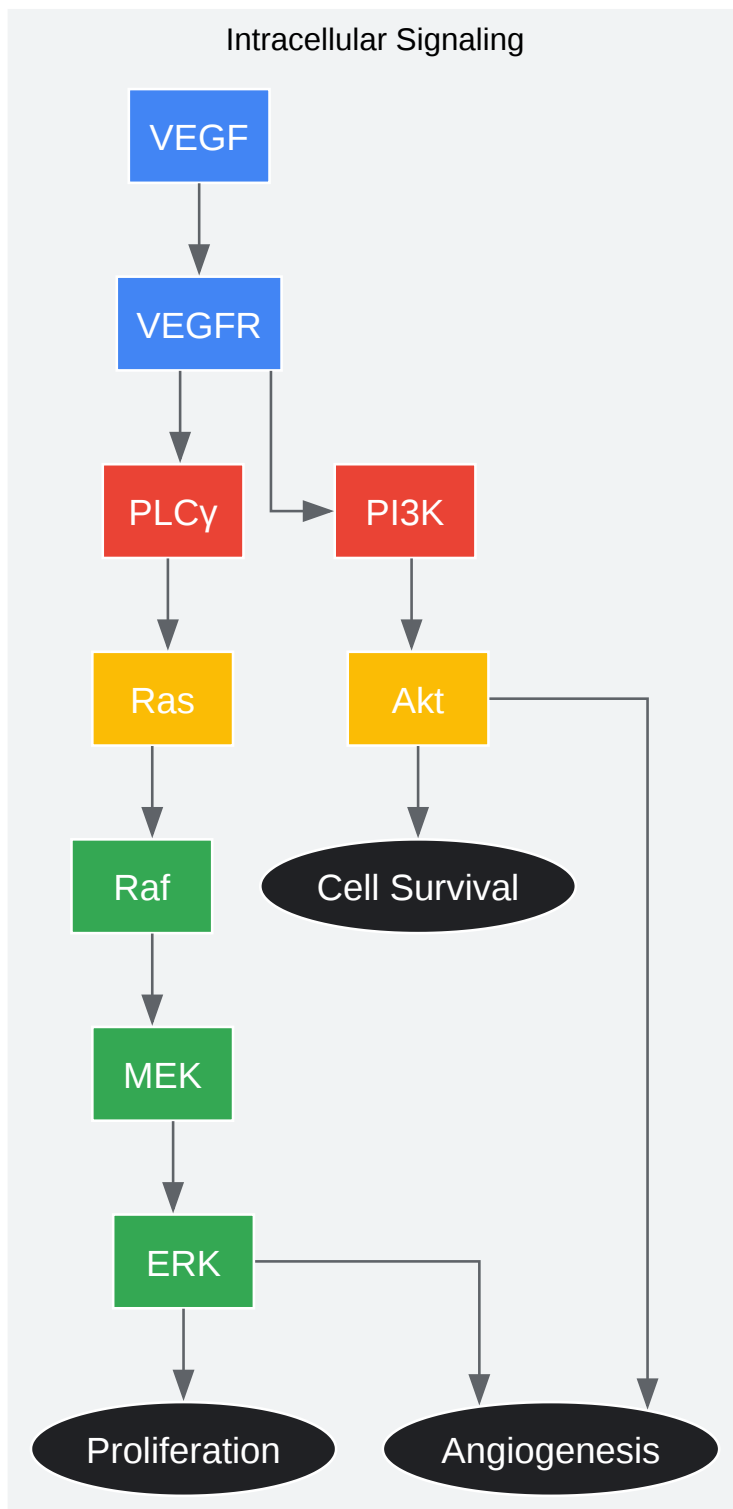 Intracellular Signaling
VEGF
VEGFR
PLCγ
PI3K
Ras
Akt
Raf
Cell Survival
MEK
ERK
Proliferation
Angiogenesis